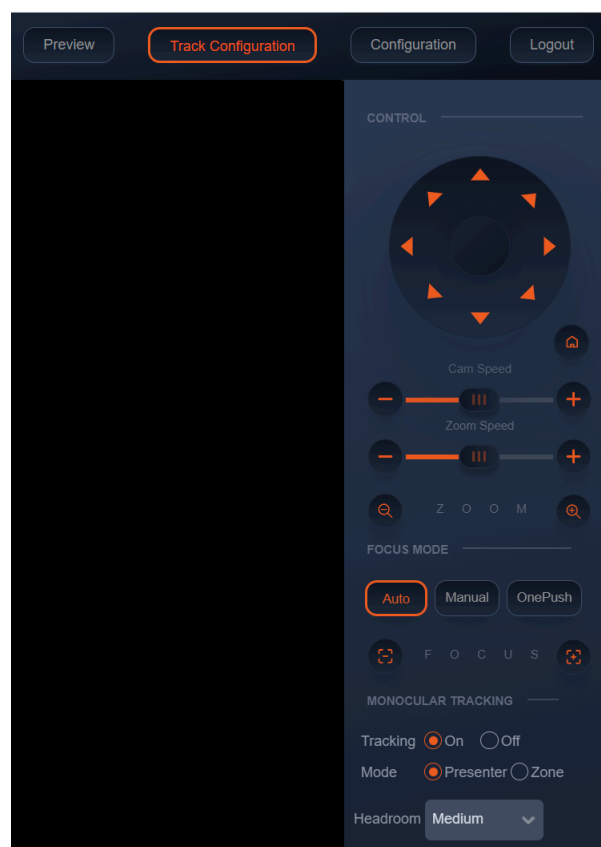 Preview Track Configuration Configuration Logout
CONTROL
Cam Speed
Zoom Speed
Z O O M
FOCUS MODE
Auto Manual OnePush
F O C U S
MONOCULAR TRACKING
Tracking On Off
Mode Presenter Zone
Headroom Medium